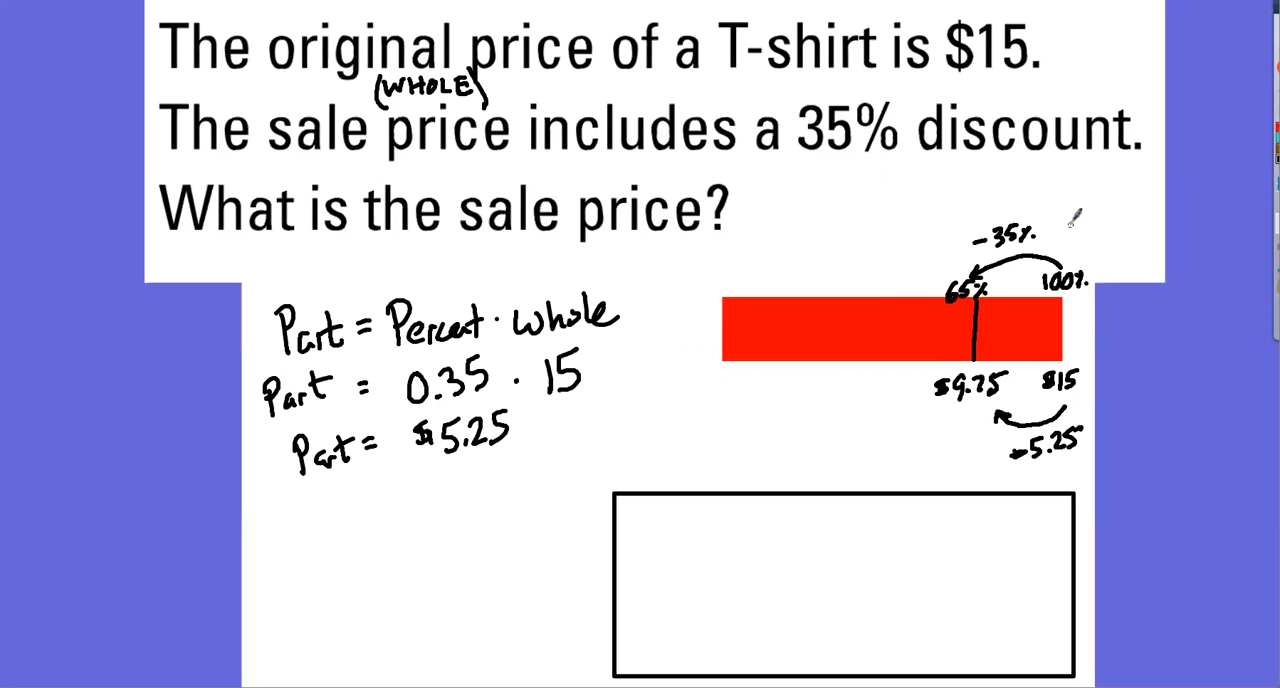 The original price of a T-shirt is $15.
(WHOLE)
The sale price includes a 35% discount.
What is the sale price?
-35%
65% 100%
Part = Percent · whole
Part = 0.35 · 15
$9.75 $15
Part = $5.25
-5.25